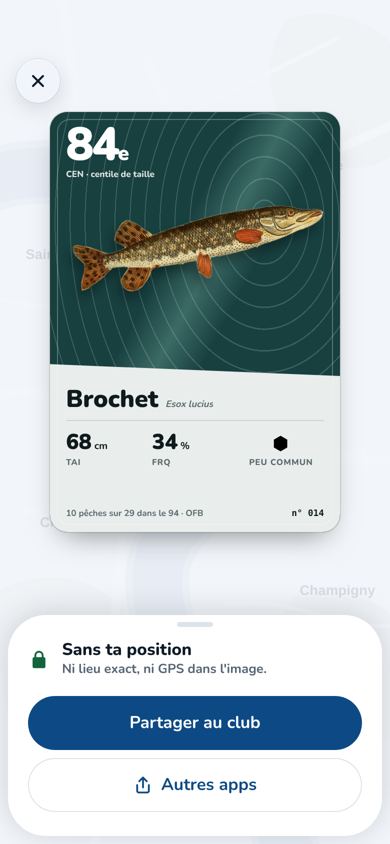 84e
CEN · centile de taille
Brochet Esox lucius
68 cm 34 %
TAI FRQ PEU COMMUN
10 pêches sur 29 dans le 94 · OFB n° 014
Champigny
Sans ta position
Ni lieu exact, ni GPS dans l'image.
Partager au club
Autres apps